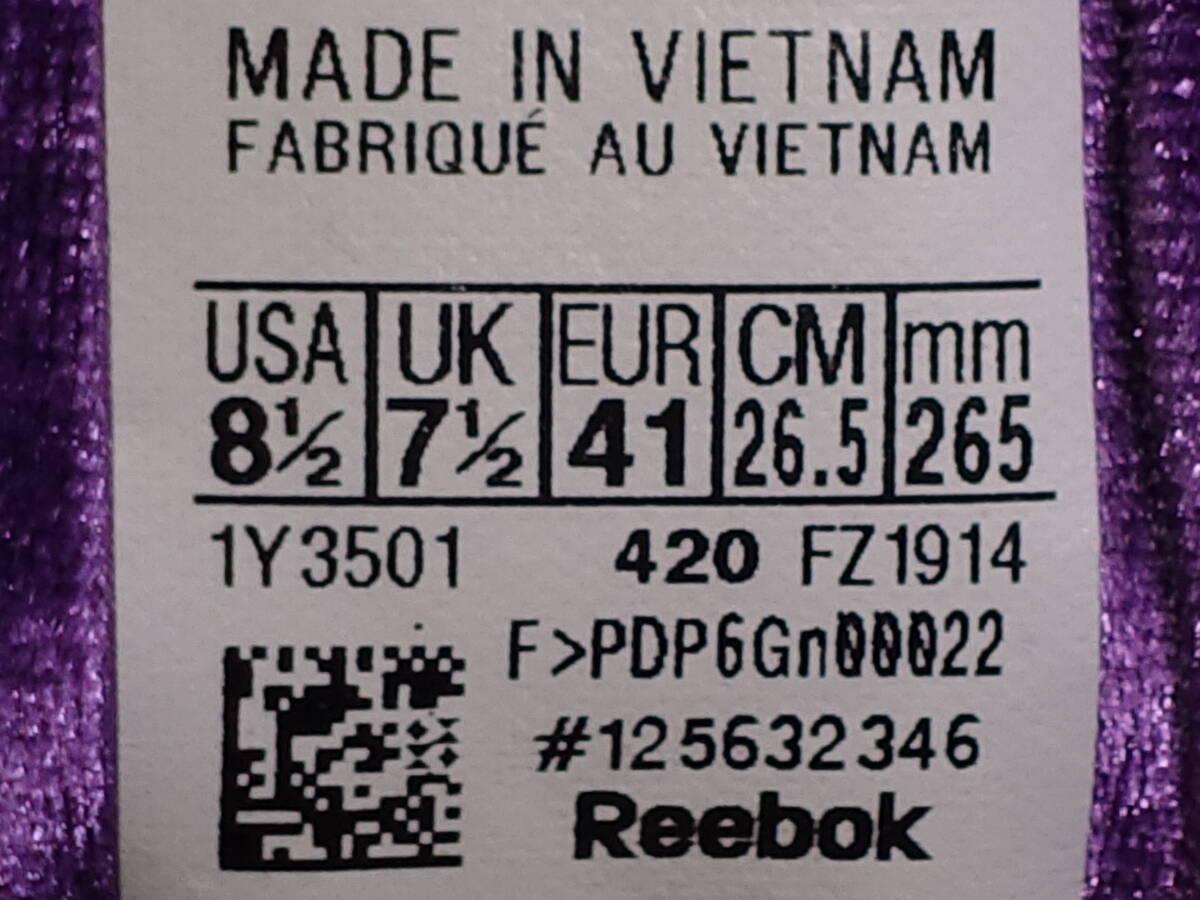 MADE IN VIETNAM
FABRIQUÉ AU VIETNAM
USA UK EUR CM mm
8½ 7½ 41 26.5 265
1Y3501 420 FZ1914
F>PDP6Gn00022
#125632346
Reebok